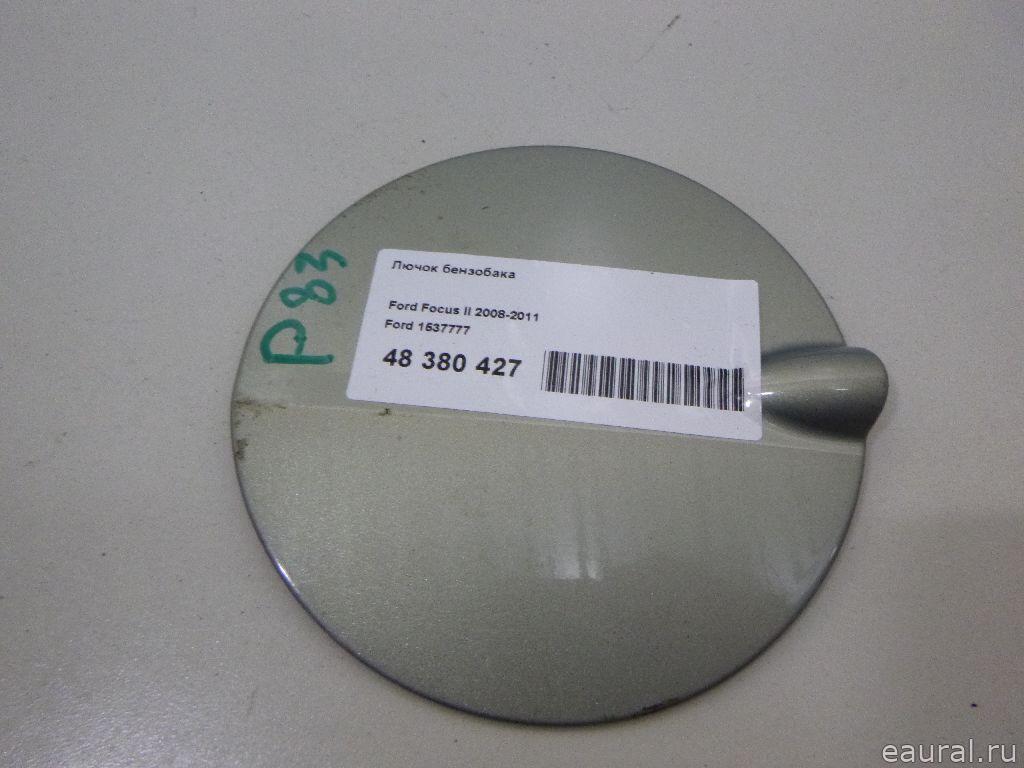 P83
Лючок бензобака
Ford Focus II 2008-2011
Ford 1537777
48 380 427
eaural.ru